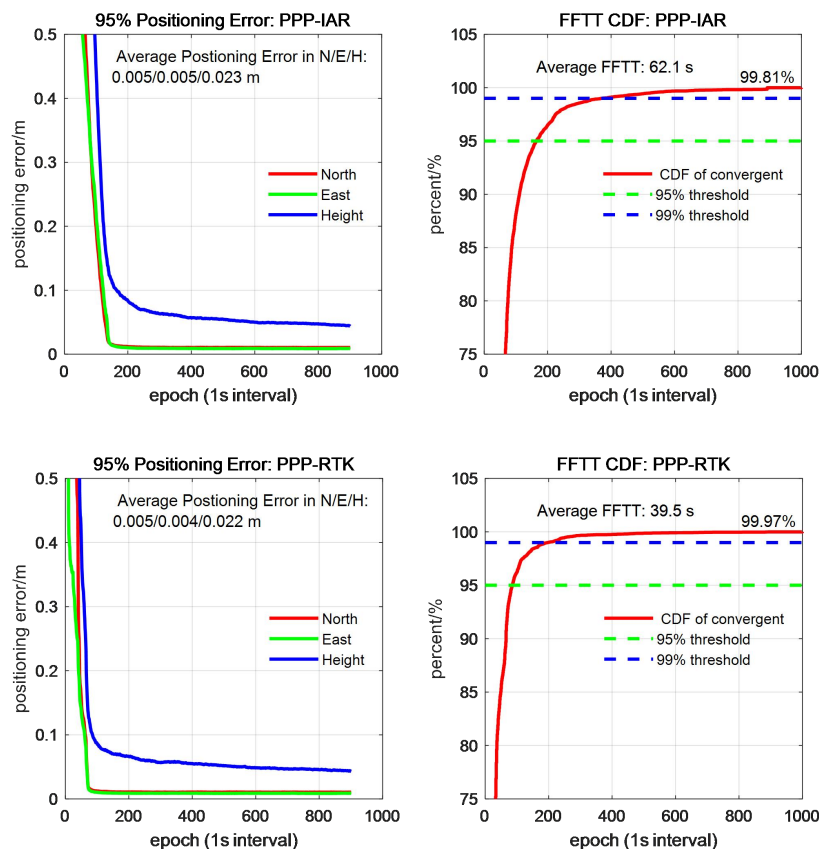 95% Positioning Error: PPP-IAR
0.5
0.4
0.3
0.2
0.1
0
positioning error/m
Average Postioning Error in N/E/H:
0.005/0.005/0.023 m
North
East
Height
0 200 400 600 800 1000
epoch (1s interval)
FFTT CDF: PPP-IAR
105
100
95
90
85
80
75
percent/%
Average FFTT: 62.1 s
99.81%
CDF of convergent
95% threshold
99% threshold
0 200 400 600 800 1000
epoch (1s interval)
95% Positioning Error: PPP-RTK
0.5
0.4
0.3
0.2
0.1
0
positioning error/m
Average Postioning Error in N/E/H:
0.005/0.004/0.022 m
North
East
Height
0 200 400 600 800 1000
epoch (1s interval)
FFTT CDF: PPP-RTK
105
100
95
90
85
80
75
percent/%
Average FFTT: 39.5 s
99.97%
CDF of convergent
95% threshold
99% threshold
0 200 400 600 800 1000
epoch (1s interval)